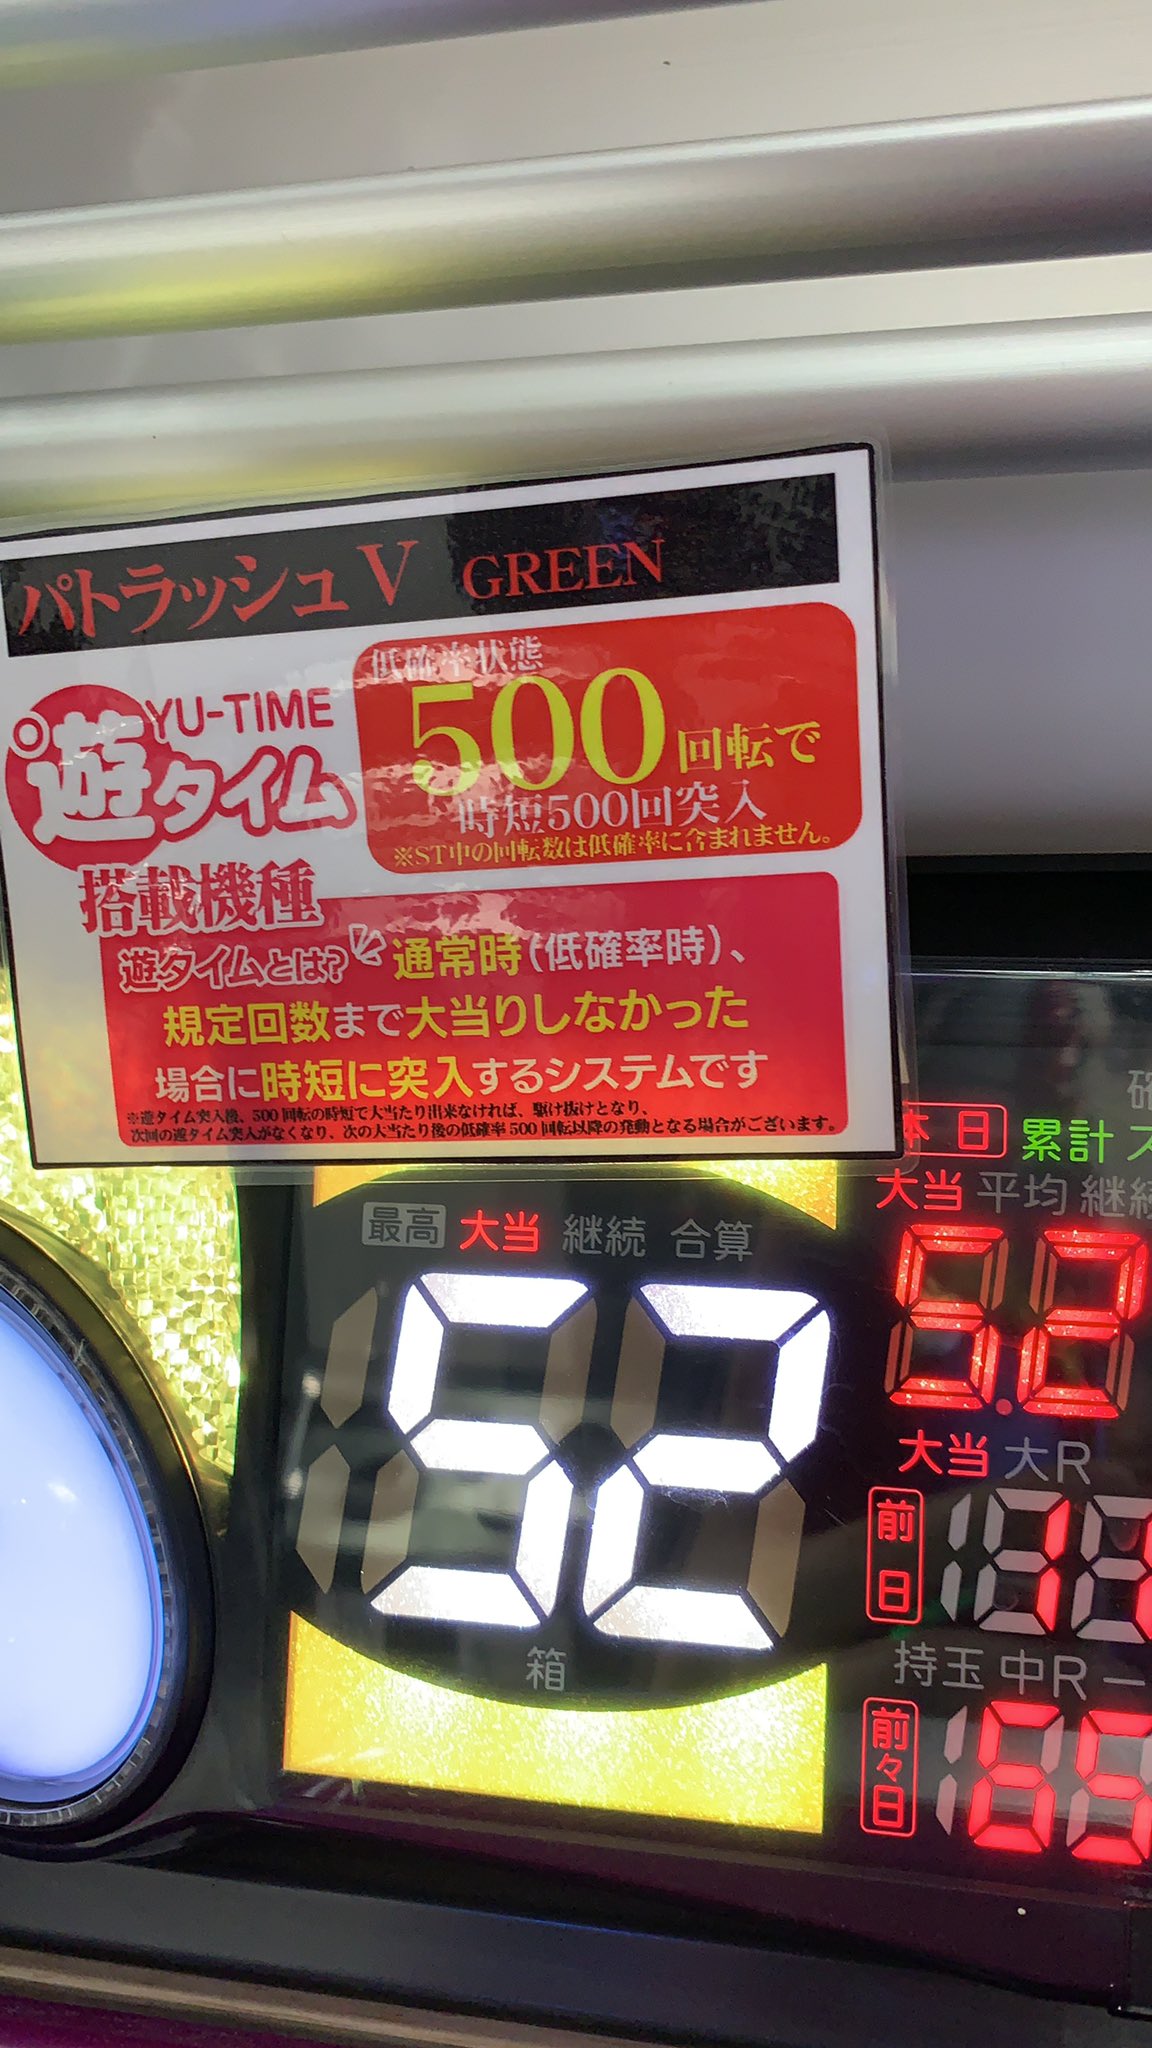 パトラッシュV GREEN
遊タイム
YU-TIME
搭載機種
低確率状態
500回転で
時短500回突入
※ST中の回転数は低確率に含まれません。
遊タイムとは? 通常時(低確率時)、
規定回数まで大当りしなかった
場合に時短に突入するシステムです
※遊タイム突入後、500回転の時短で大当たり出来なければ、駆け抜けとなり、
次回の遊タイム突入がなくなり、次の大当たり後の低確率500回転以降の発動となる場合がございます。
本日 累計
大当 平均 継続
5.2
最高 大当 継続 合算
52
箱
大当 大R
前日
持玉 中R
前々日